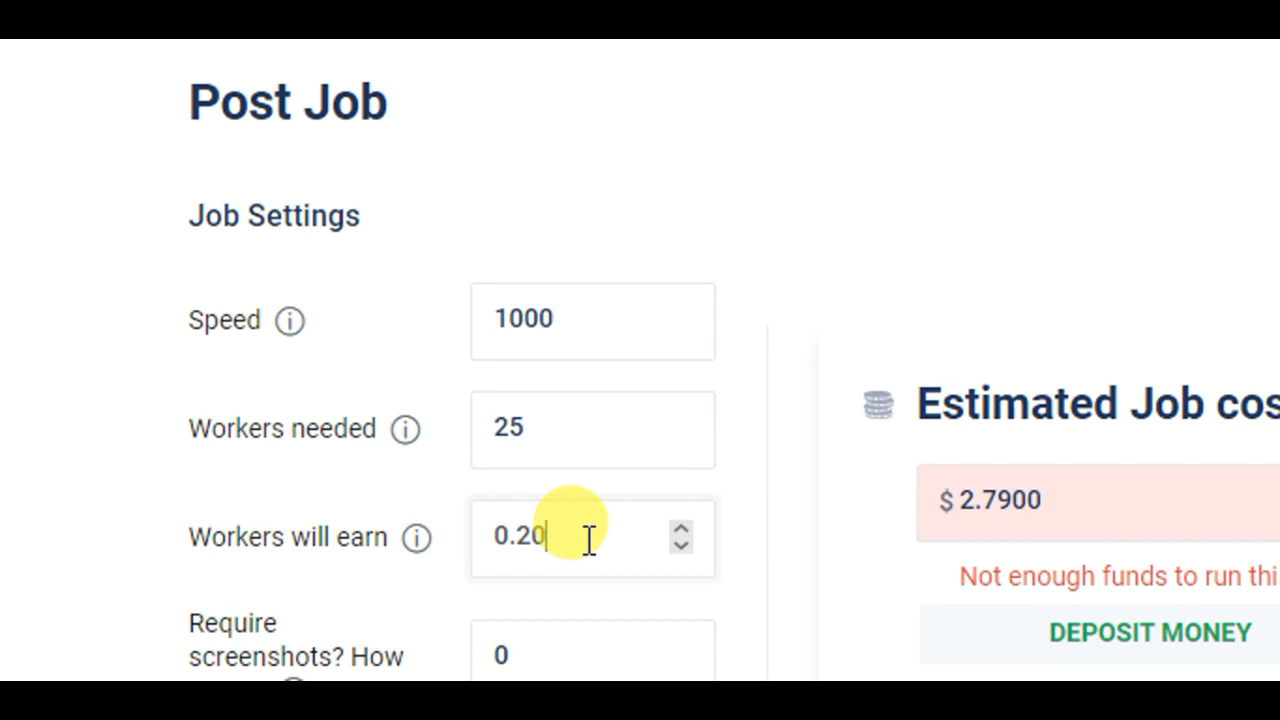 Post Job
Job Settings
Speed
1000
Workers needed
25
Estimated Job cos
$ 2.7900
Workers will earn
0.20
Not enough funds to run thi
Require
screenshots? How
0
DEPOSIT MONEY